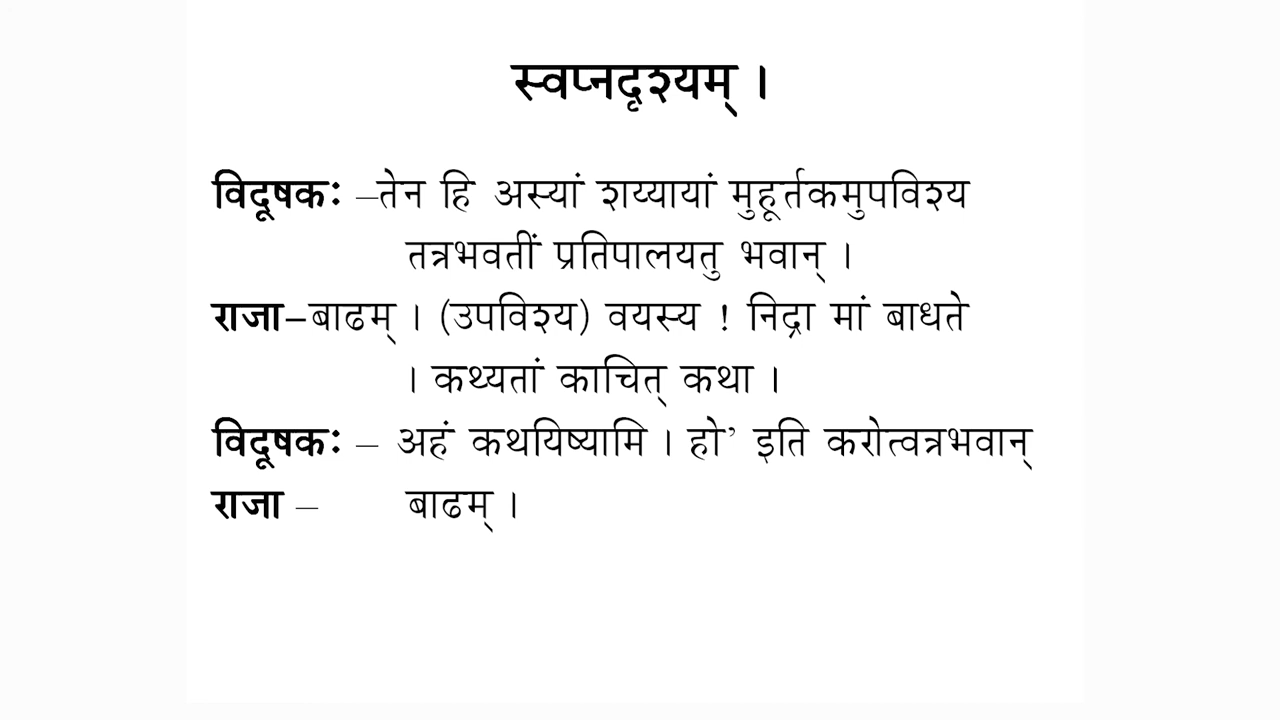 स्वप्नदृश्यम् ।
विदूषकः –तेन हि अस्यां शय्यायां मुहूर्तकमुपविश्य
तत्रभवतीं प्रतिपालयतु भवान् ।
राजा–बाढम् । (उपविश्य) वयस्य ! निद्रा मां बाधते
। कथ्यतां काचित् कथा ।
विदूषकः – अहं कथयिष्यामि । हो’ इति करोत्वत्रभवान्
राजा – बाढम् ।